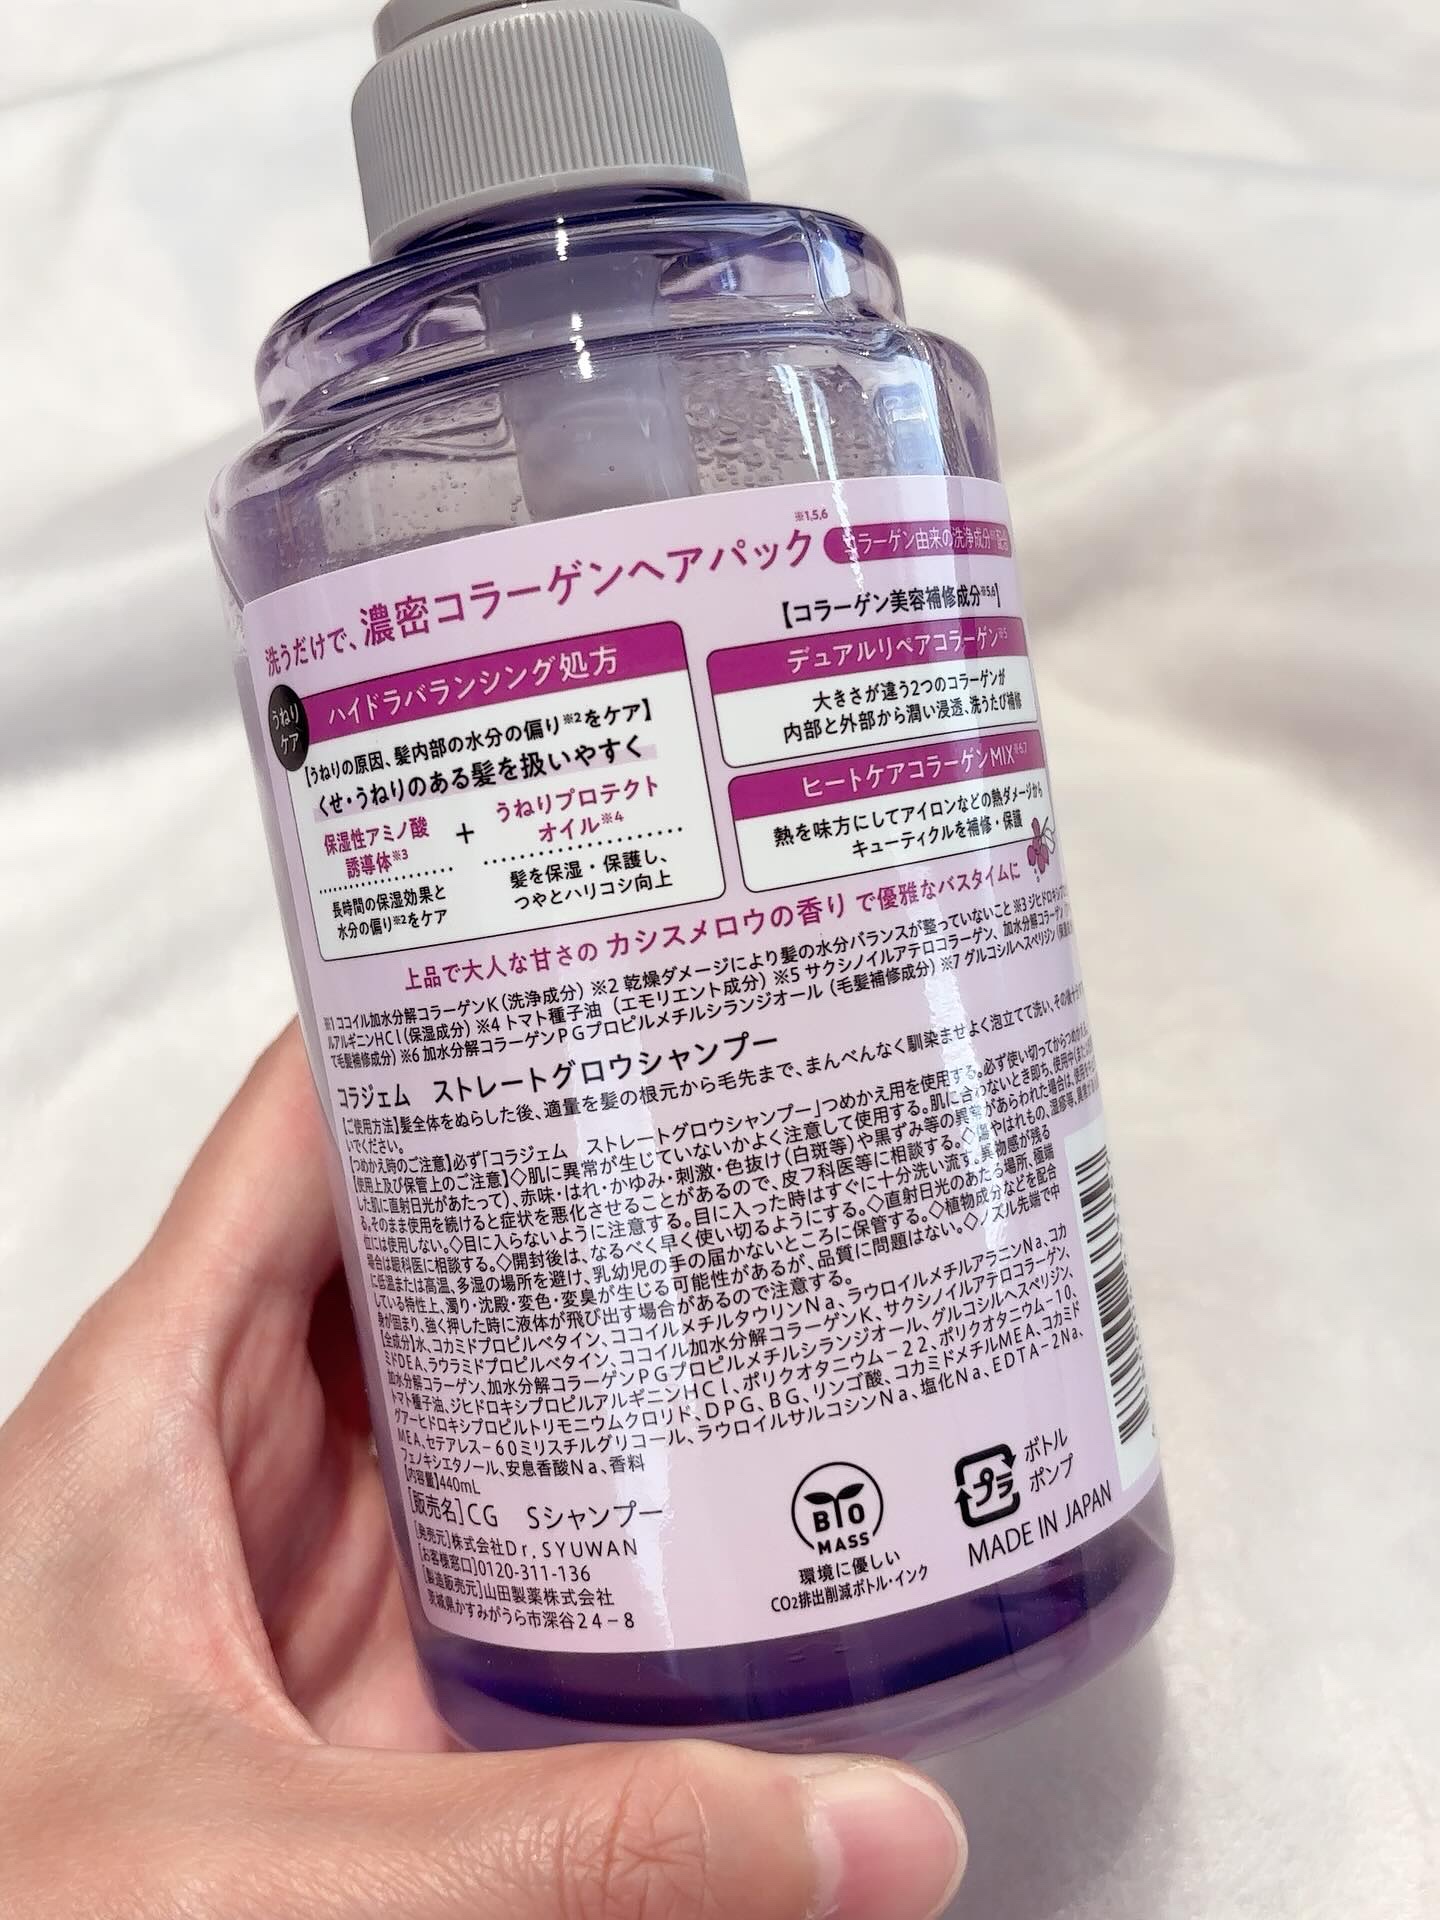 ※1,5,6
洗うだけで、濃密コラーゲンヘアパック
コラーゲン由来の洗浄成分
うねり
ケア
ハイドラバランシング処方
【うねりの原因、髪内部の水分の偏り※2をケア】
くせ・うねりのある髪を扱いやすく
保湿性アミノ酸
誘導体※3
長時間の保湿効果と
水分の偏り※2をケア
+
うねりプロテクト
オイル※4
髪を保湿・保護し、
つやとハリコシ向上
【コラーゲン美容補修成分※5,6】
デュアルリペアコラーゲン※5
大きさが違う2つのコラーゲンが
内部と外部から潤い浸透、洗うたび補修
ヒートケアコラーゲンMIX※6,7
熱を味方にしてアイロンなどの熱ダメージから
キューティクルを補修・保護
上品で大人な甘さの カシスメロウの香り で優雅なバスタイムに
※1 ココイル加水分解コラーゲンK(洗浄成分) ※2 乾燥ダメージにより髪の水分バランスが整っていないこと ※3 ジヒドロキシプロピ
ルアルギニンHCl(保湿成分) ※4 トマト種子油 (エモリエント成分) ※5 サクシノイルアテロコラーゲン、加水分解コラーゲン
て毛髪補修成分) ※6 加水分解コラーゲンPGプロピルメチルシランジオール (毛髪補修成分) ※7 グルコシルヘスペリジン
コラジェム ストレートグロウシャンプー
【ご使用方法】髪全体をぬらした後、適量を髪の根元から毛先まで、まんべんなく馴染ませよく泡立てて洗い、その後
いでください。
【つめかえ時のご注意】必ず「コラジェム ストレートグロウシャンプー」つめかえ用を使用する。必ず使い切ってからつめかえ
【使用上及び保管上のご注意】◇肌に異常が生じていないかよく注意して使用する。肌に合わないとき即ち、使用中
した肌に直射日光があたって)、赤味・はれ・かゆみ・刺激・色抜け(白斑等)や黒ずみ等の異常があらわれた場合は、使用
る。そのまま使用を続けると症状を悪化させることがあるので、皮フ科医等に相談する。◇傷やはれもの、湿疹等、異常
位には使用しない。◇目に入らないように注意する。目に入った時はすぐに十分洗い流す。異物感が残る
場合は眼科医に相談する。◇開封後は、なるべく早く使い切るようにする。◇直射日光のあたる場所、極端
に低温または高温、多湿の場所を避け、乳幼児の手の届かないところに保管する。◇植物成分などを配合
している特性上、濁り・沈殿・変色・変臭が生じる可能性があるが、品質に問題はない。◇ノズル先端で中
身が固まり、強く押した時に液体が飛び出す場合があるので注意する。
【全成分】水、コカミドプロピルベタイン、ココイルメチルタウリンNa、ラウロイルメチルアラニンNa、コカ
ミドDEA、ラウラミドプロピルベタイン、ココイル加水分解コラーゲンK、サクシノイルアテロコラーゲン、
加水分解コラーゲン、加水分解コラーゲンPGプロピルメチルシランジオール、グルコシルヘスペリジン、
トマト種子油、ジヒドロキシプロピルアルギニンHCl、ポリクオタニウム-22、ポリクオタニウム-10、
グアーヒドロキシプロピルトリモニウムクロリド、DPG、BG、リンゴ酸、コカミドメチルMEA、コカミド
MEA、セテアレス-60ミリスチルグリコール、ラウロイルサルコシンNa、塩化Na、EDTA-2Na、
フェノキシエタノール、安息香酸Na、香料
【内容量】440mL
【販売名】CG Sシャンプー
【発売元】株式会社Dr.SYUWAN
【お客様窓口】0120-311-136
【製造販売元】山田製薬株式会社
茨城県かすみがうら市深谷24-8
BIO
MASS
環境に優しい
CO2排出削減ボトル・インク
プラ
ボトル
ポンプ
MADE IN JAPAN